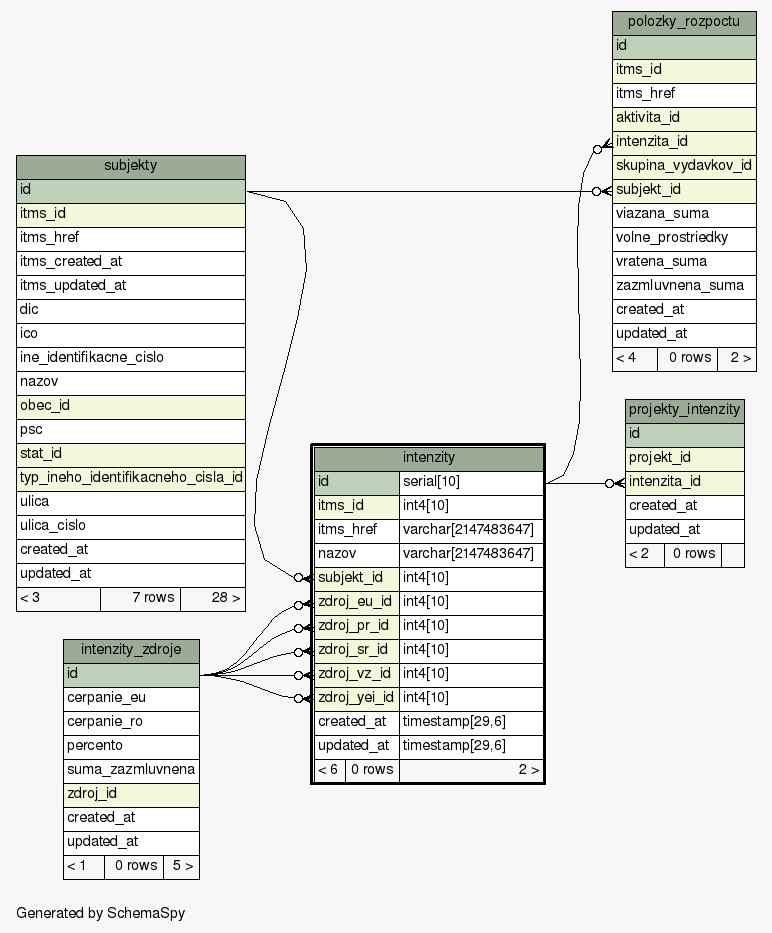 polozky_rozpoctu
id
itms_id
itms_href
aktivita_id
intenzita_id
skupina_vydavkov_id
subjekt_id
viazana_suma
volne_prostriedky
vratena_suma
zazmluvnena_suma
created_at
updated_at
< 4 0 rows 2 >
subjekty
id
itms_id
itms_href
itms_created_at
itms_updated_at
dic
ico
ine_identifikacne_cislo
nazov
obec_id
psc
stat_id
typ_ineho_identifikacneho_cisla_id
ulica
ulica_cislo
created_at
updated_at
< 3 7 rows 28 >
projekty_intenzity
id
projekt_id
intenzita_id
created_at
updated_at
< 2 0 rows
intenzity
id serial[10]
itms_id int4[10]
itms_href varchar[2147483647]
nazov varchar[2147483647]
subjekt_id int4[10]
zdroj_eu_id int4[10]
zdroj_pr_id int4[10]
zdroj_sr_id int4[10]
zdroj_vz_id int4[10]
zdroj_yei_id int4[10]
created_at timestamp[29,6]
updated_at timestamp[29,6]
< 6 0 rows 2 >
intenzity_zdroje
id
cerpanie_eu
cerpanie_ro
percento
suma_zazmluvnena
zdroj_id
created_at
updated_at
< 1 0 rows 5 >
Generated by SchemaSpy